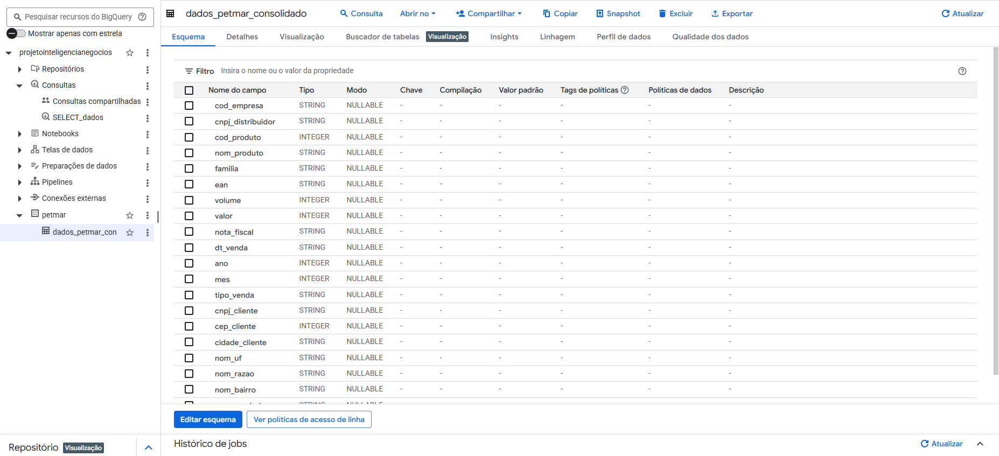 Pesquisar recursos do BigQuery
Mostrar apenas com estrela
projetointeligencianegocios
Repositórios
Consultas
Consultas compartilhadas
SELECT_dados
Notebooks
Telas de dados
Preparações de dados
Pipelines
Conexões externas
petmar
dados_petmar_con
Repositório Visualização
dados_petmar_consolidado Consulta Abrir no Compartilhar Copiar Snapshot Excluir Exportar Atualizar
Esquema Detalhes Visualização Buscador de tabelas Visualização Insights Linhagem Perfil de dados Qualidade dos dados
Filtro Insira o nome ou o valor da propriedade
Nome do campo Tipo Modo Chave Compilação Valor padrão Tags de políticas Políticas de dados Descrição
cod_empresa STRING NULLABLE - - - - - -
cnpj_distribuidor STRING NULLABLE - - - - - -
cod_produto INTEGER NULLABLE - - - - - -
nom_produto STRING NULLABLE - - - - - -
familia STRING NULLABLE - - - - - -
ean STRING NULLABLE - - - - - -
volume INTEGER NULLABLE - - - - - -
valor INTEGER NULLABLE - - - - - -
nota_fiscal STRING NULLABLE - - - - - -
dt_venda STRING NULLABLE - - - - - -
ano INTEGER NULLABLE - - - - - -
mes INTEGER NULLABLE - - - - - -
tipo_venda STRING NULLABLE - - - - - -
cnpj_cliente STRING NULLABLE - - - - - -
cep_cliente INTEGER NULLABLE - - - - - -
cidade_cliente STRING NULLABLE - - - - - -
nom_uf STRING NULLABLE - - - - - -
nom_razao STRING NULLABLE - - - - - -
nom_bairro STRING NULLABLE - - - - - -
STRING NULLABLE
Editar esquema Ver políticas de acesso de linha
Histórico de jobs Atualizar